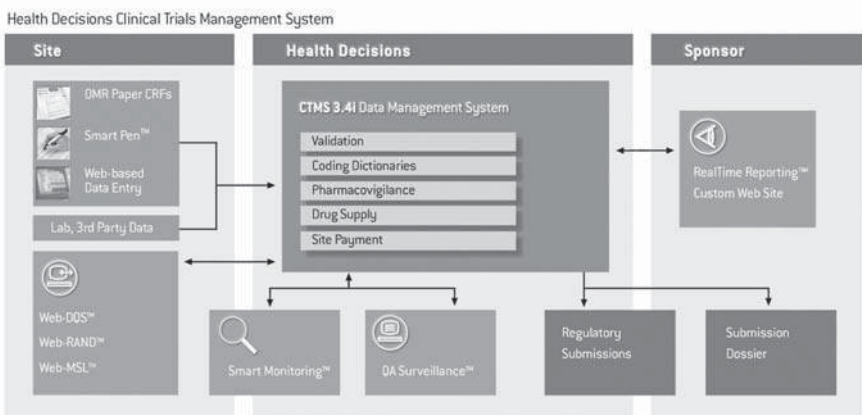 Health Decisions Clinical Trials Management System
Site
Health Decisions
Sponsor
OMR Paper CRFs
Smart Pen™
Web-based
Data Entry
Lab, 3rd Party Data
Web-DQS™
Web-RAND™
Web-MSL™
CTMS 3.4i Data Management System
Validation
Coding Dictionaries
Pharmacovigilance
Drug Supply
Site Payment
Smart Monitoring™
QA Surveillance™
RealTime Reporting™
Custom Web Site
Regulatory
Submissions
Submission
Dossier